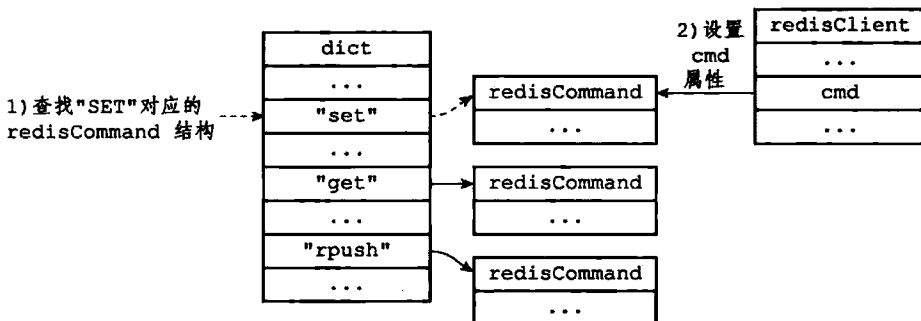 1)查找"SET"对应的
redisCommand 结构
dict
...
"set"
...
"get"
...
"rpush"
...
redisCommand
...
redisCommand
...
redisCommand
...
2)设置
cmd
属性
redisClient
...
cmd
...